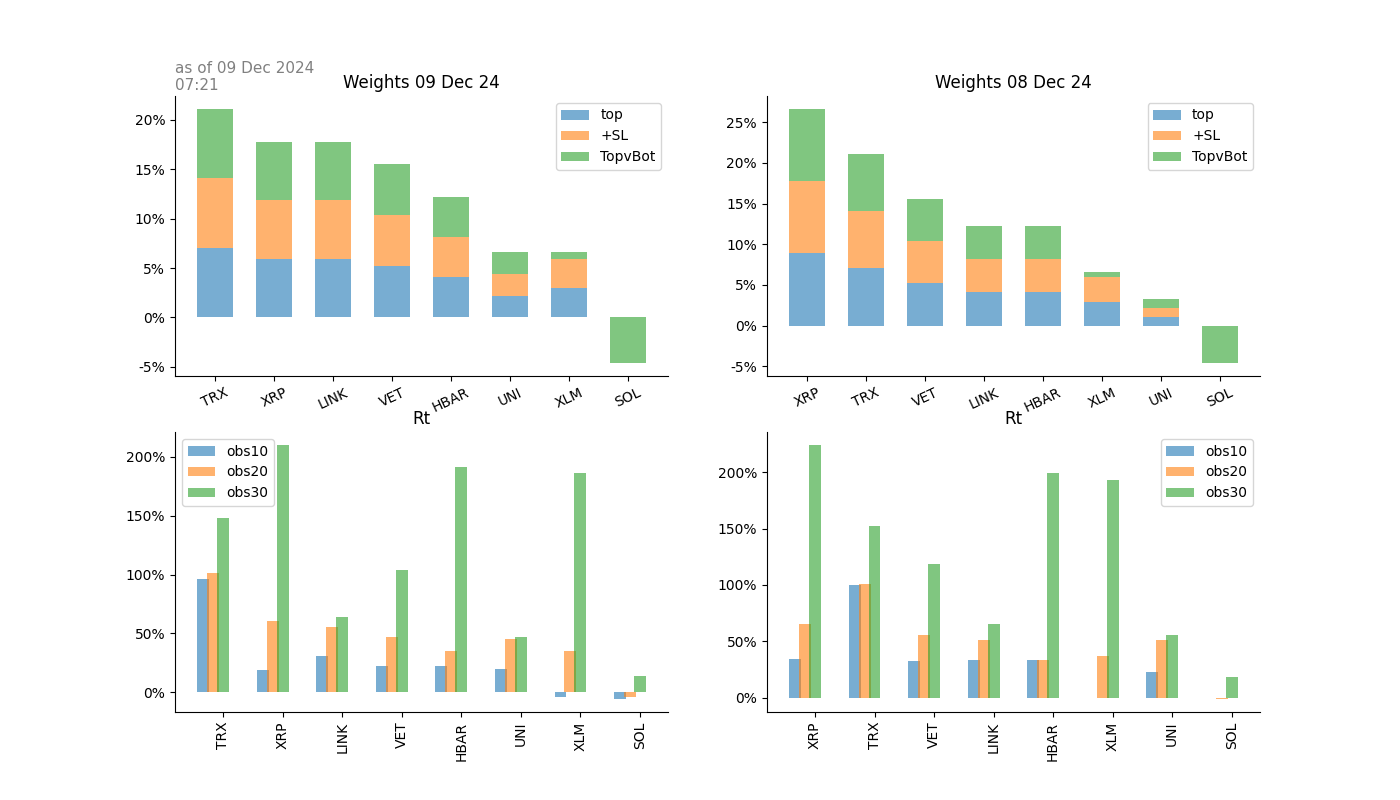 as of 09 Dec 2024
07:21
Weights 09 Dec 24
20%
15%
10%
5%
0%
-5%
top
+SL
TopvBot
TRX
XRP
LINK
VET
HBAR
UNI
XLM
SOL
Weights 08 Dec 24
25%
20%
15%
10%
5%
0%
-5%
top
+SL
TopvBot
XRP
TRX
VET
LINK
HBAR
XLM
UNI
SOL
Rt
200%
150%
100%
50%
0%
obs10
obs20
obs30
TRX
XRP
LINK
VET
HBAR
UNI
XLM
SOL
Rt
200%
150%
100%
50%
0%
obs10
obs20
obs30
XRP
TRX
VET
LINK
HBAR
XLM
UNI
SOL